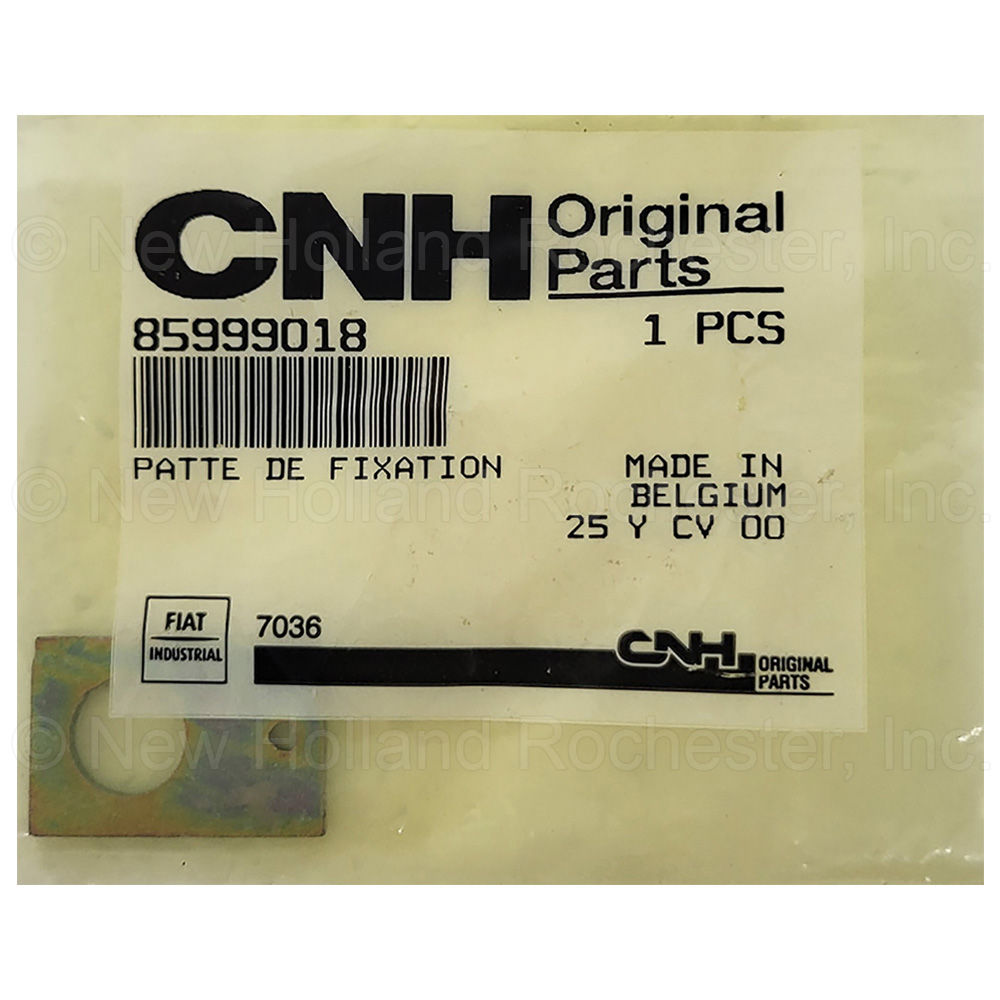 CNH Original
Parts
85999018 1 PCS
PATTE DE FIXATION MADE IN
BELGIUM
25 Y CV 00
FIAT
INDUSTRIAL
7036
CNH ORIGINAL
PARTS
© New Holland Rochester, Inc.
© New Holland Rochester, Inc.
© New Holland Rochester, Inc.